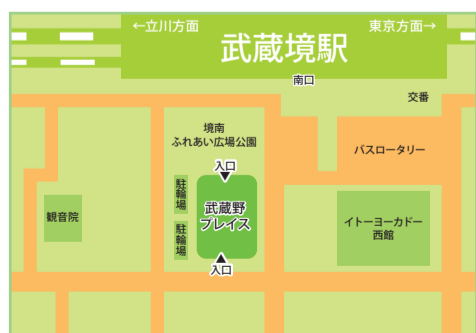 ←立川方面
東京方面→
武蔵境駅
南口
交番
境南
ふれあい広場公園
バスロータリー
入口
駐輪場
武蔵野
プレイス
観音院
イトーヨーカドー
西館
駐輪場
入口